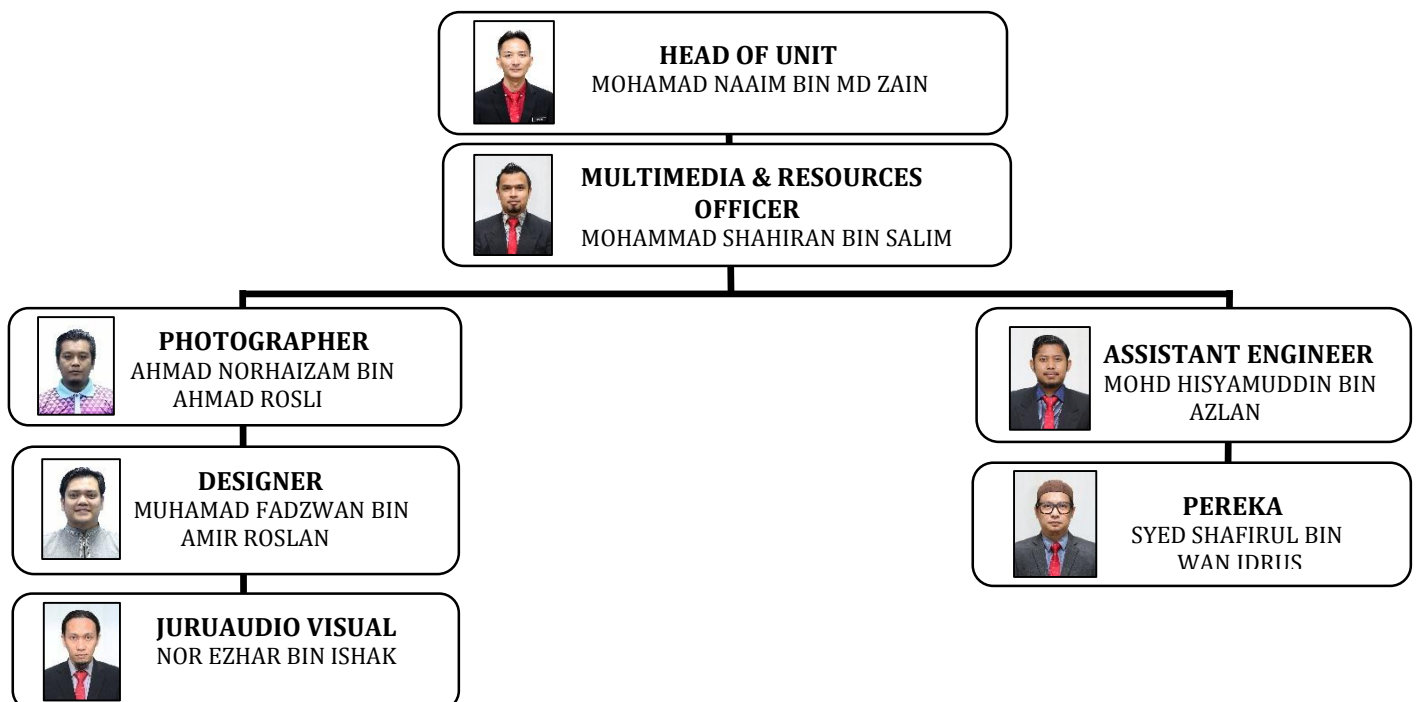 HEAD OF UNIT
MOHAMAD NAAIM BIN MD ZAIN
MULTIMEDIA & RESOURCES
OFFICER
MOHAMMAD SHAHIRAN BIN SALIM
PHOTOGRAPHER
AHMAD NORHAIZAM BIN
AHMAD ROSLI
ASSISTANT ENGINEER
MOHD HISYAMUDDIN BIN
AZLAN
DESIGNER
MUHAMAD FADZWAN BIN
AMIR ROSLAN
PEREKA
SYED SHAFIRUL BIN
WAN IDRUS
JURUAUDIO VISUAL
NOR EZHAR BIN ISHAK